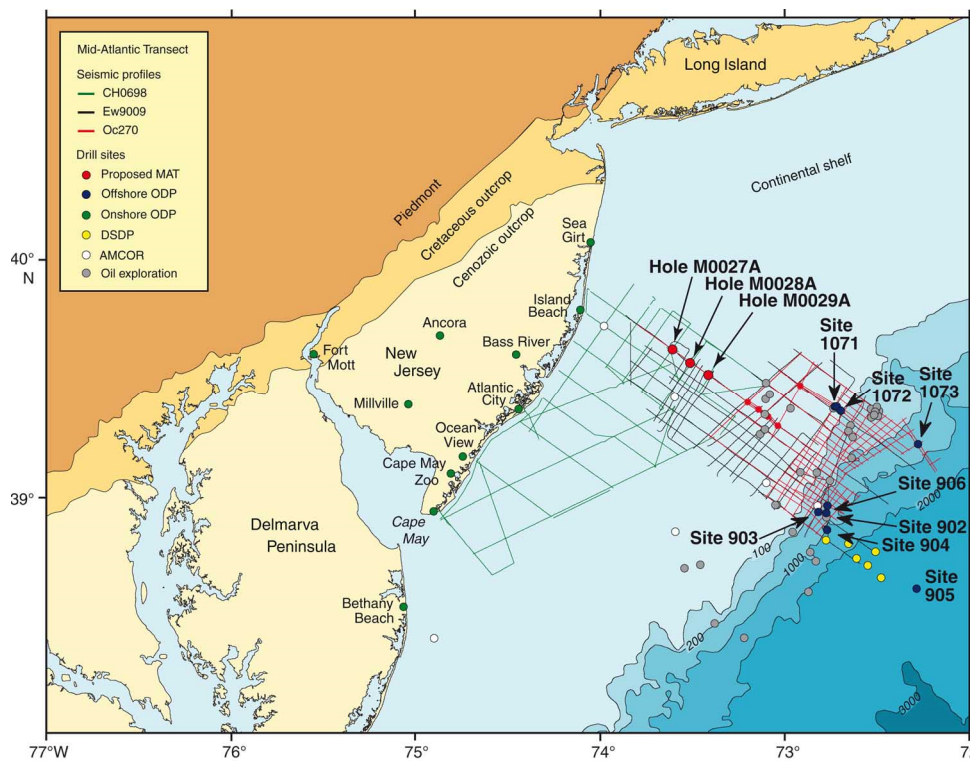 Mid-Atlantic Transect
Seismic profiles
CH0698
Ew9009
Oc270
Drill sites
Proposed MAT
Offshore ODP
Onshore ODP
DSDP
AMCOR
Oil exploration
Long Island
Continental shelf
Piedmont
Cretaceous outcrop
Cenozoic outcrop
Sea
Girt
40°
N
Hole M0027A
Hole M0028A
Hole M0029A
Island
Beach
Ancora
Bass River
Site
1071
Fort
Mott
New
Jersey
Site
1072
Site
1073
Millville
Atlantic
City
Ocean
View
Cape May
Zoo
39°
Site 906
2000
Cape
May
Delmarva
Peninsula
Site 903
100
Site 902
Site 904
1000
Site
905
Bethany
Beach
200
3000
77°W
76°
75°
74°
73°
7